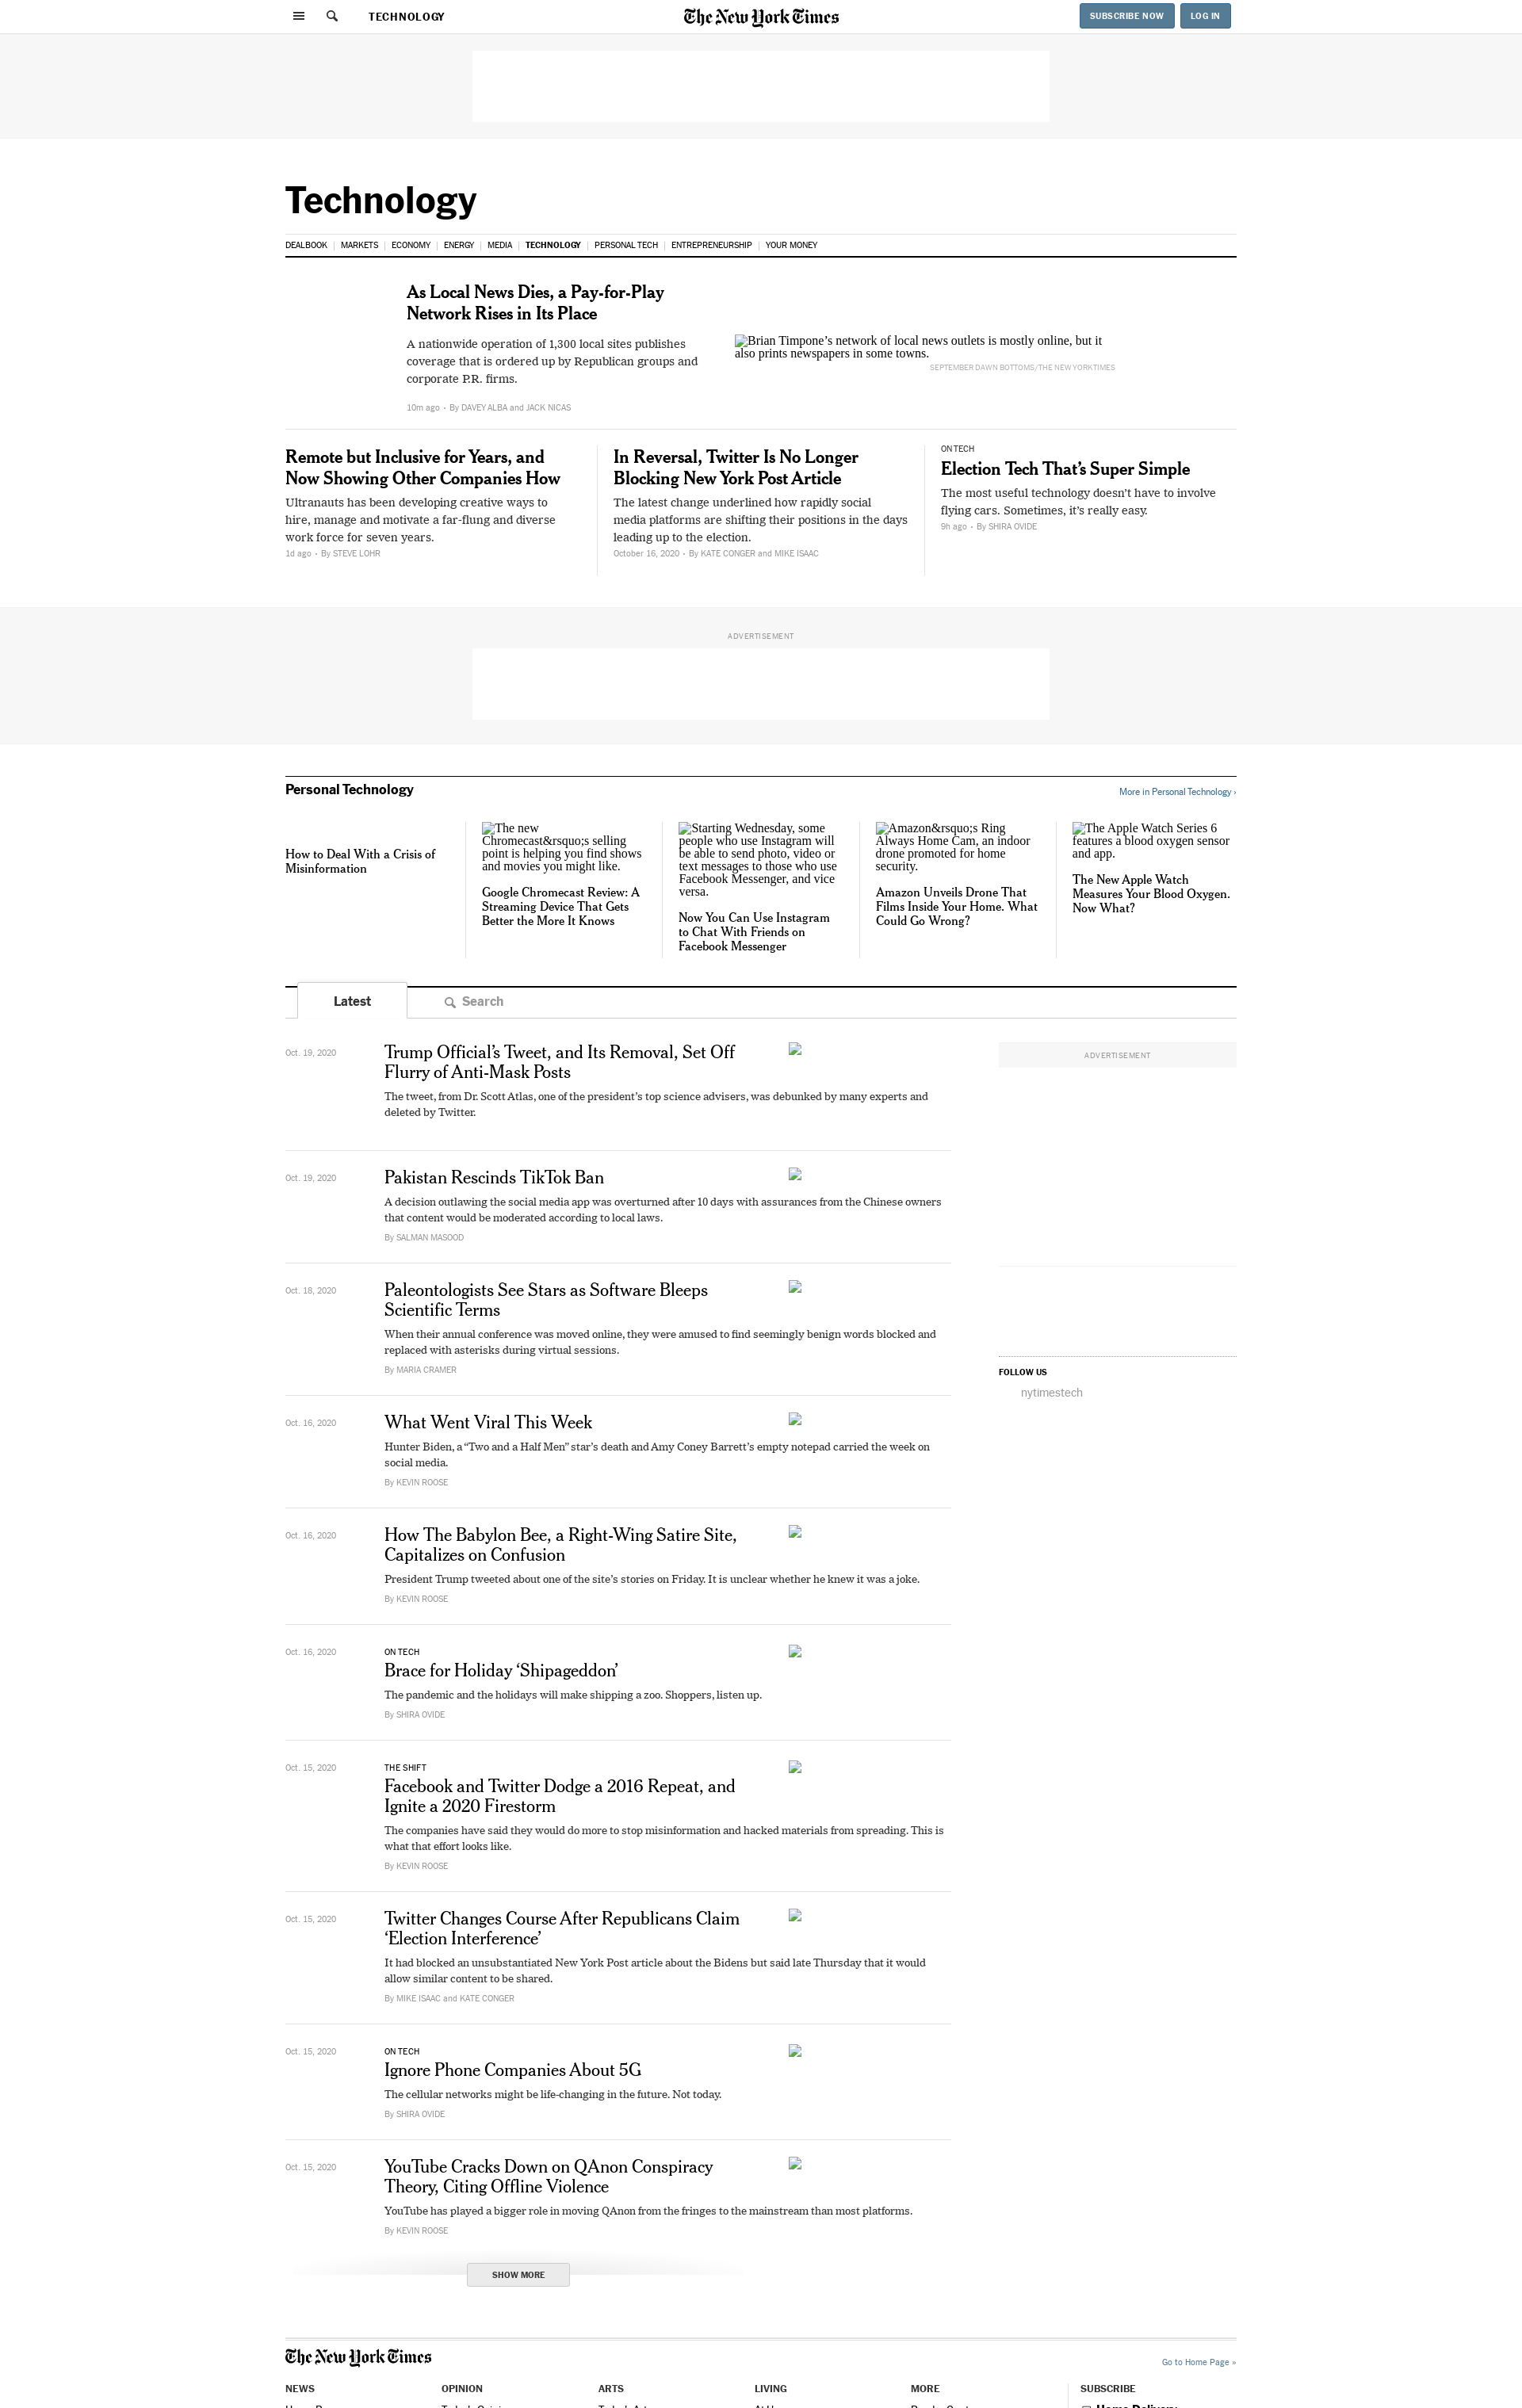 TECHNOLOGY
The New York Times
SUBSCRIBE NOW
LOG IN
Technology
DEALBOOK | MARKETS | ECONOMY | ENERGY | MEDIA | TECHNOLOGY | PERSONAL TECH | ENTREPRENEURSHIP | YOUR MONEY
As Local News Dies, a Pay-for-Play
Network Rises in Its Place
A nationwide operation of 1,300 local sites publishes
coverage that is ordered up by Republican groups and
corporate P.R. firms.
10m ago • By DAVEY ALBA and JACK NICAS
Brian Timpone's network of local news outlets is mostly online, but it
also prints newspapers in some towns.
SEPTEMBER DAWN BOTTOMS/THE NEW YORK TIMES
Remote but Inclusive for Years, and
Now Showing Other Companies How
Ultranauts has been developing creative ways to
hire, manage and motivate a far-flung and diverse
work force for seven years.
1d ago • By STEVE LOHR
In Reversal, Twitter Is No Longer
Blocking New York Post Article
The latest change underlined how rapidly social
media platforms are shifting their positions in the days
leading up to the election.
October 16, 2020 • By KATE CONGER and MIKE ISAAC
ON TECH
Election Tech That's Super Simple
The most useful technology doesn't have to involve
flying cars. Sometimes, it's really easy.
9h ago • By SHIRA OVIDE
ADVERTISEMENT
Personal Technology
More in Personal Technology ›
How to Deal With a Crisis of
Misinformation
The new
Chromecast&rsquo;s selling
point is helping you find shows
and movies you might like.
Google Chromecast Review: A
Streaming Device That Gets
Better the More It Knows
Starting Wednesday, some
people who use Instagram will
be able to send photo, video or
text messages to those who use
Facebook Messenger, and vice
versa.
Now You Can Use Instagram
to Chat With Friends on
Facebook Messenger
Amazon&rsquo;s Ring
Always Home Cam, an indoor
drone promoted for home
security.
Amazon Unveils Drone That
Films Inside Your Home. What
Could Go Wrong?
The Apple Watch Series 6
features a blood oxygen sensor
and app.
The New Apple Watch
Measures Your Blood Oxygen.
Now What?
Latest
Search
Oct. 19, 2020
Trump Official's Tweet, and Its Removal, Set Off
Flurry of Anti-Mask Posts
The tweet, from Dr. Scott Atlas, one of the president's top science advisers, was debunked by many experts and
deleted by Twitter.
ADVERTISEMENT
Oct. 19, 2020
Pakistan Rescinds TikTok Ban
A decision outlawing the social media app was overturned after 10 days with assurances from the Chinese owners
that content would be moderated according to local laws.
By SALMAN MASOOD
Oct. 18, 2020
Paleontologists See Stars as Software Bleeps
Scientific Terms
When their annual conference was moved online, they were amused to find seemingly benign words blocked and
replaced with asterisks during virtual sessions.
By MARIA CRAMER
FOLLOW US
nytimestech
Oct. 16, 2020
What Went Viral This Week
Hunter Biden, a “Two and a Half Men” star's death and Amy Coney Barrett's empty notepad carried the week on
social media.
By KEVIN ROOSE
Oct. 16, 2020
How The Babylon Bee, a Right-Wing Satire Site,
Capitalizes on Confusion
President Trump tweeted about one of the site's stories on Friday. It is unclear whether he knew it was a joke.
By KEVIN ROOSE
Oct. 16, 2020
ON TECH
Brace for Holiday ‘Shipageddon’
The pandemic and the holidays will make shipping a zoo. Shoppers, listen up.
By SHIRA OVIDE
Oct. 15, 2020
THE SHIFT
Facebook and Twitter Dodge a 2016 Repeat, and
Ignite a 2020 Firestorm
The companies have said they would do more to stop misinformation and hacked materials from spreading. This is
what that effort looks like.
By KEVIN ROOSE
Oct. 15, 2020
Twitter Changes Course After Republicans Claim
‘Election Interference’
It had blocked an unsubstantiated New York Post article about the Bidens but said late Thursday that it would
allow similar content to be shared.
By MIKE ISAAC and KATE CONGER
Oct. 15, 2020
ON TECH
Ignore Phone Companies About 5G
The cellular networks might be life-changing in the future. Not today.
By SHIRA OVIDE
Oct. 15, 2020
YouTube Cracks Down on QAnon Conspiracy
Theory, Citing Offline Violence
YouTube has played a bigger role in moving QAnon from the fringes to the mainstream than most platforms.
By KEVIN ROOSE
SHOW MORE
The New York Times
Go to Home Page »
NEWS
OPINION
ARTS
LIVING
MORE
SUBSCRIBE